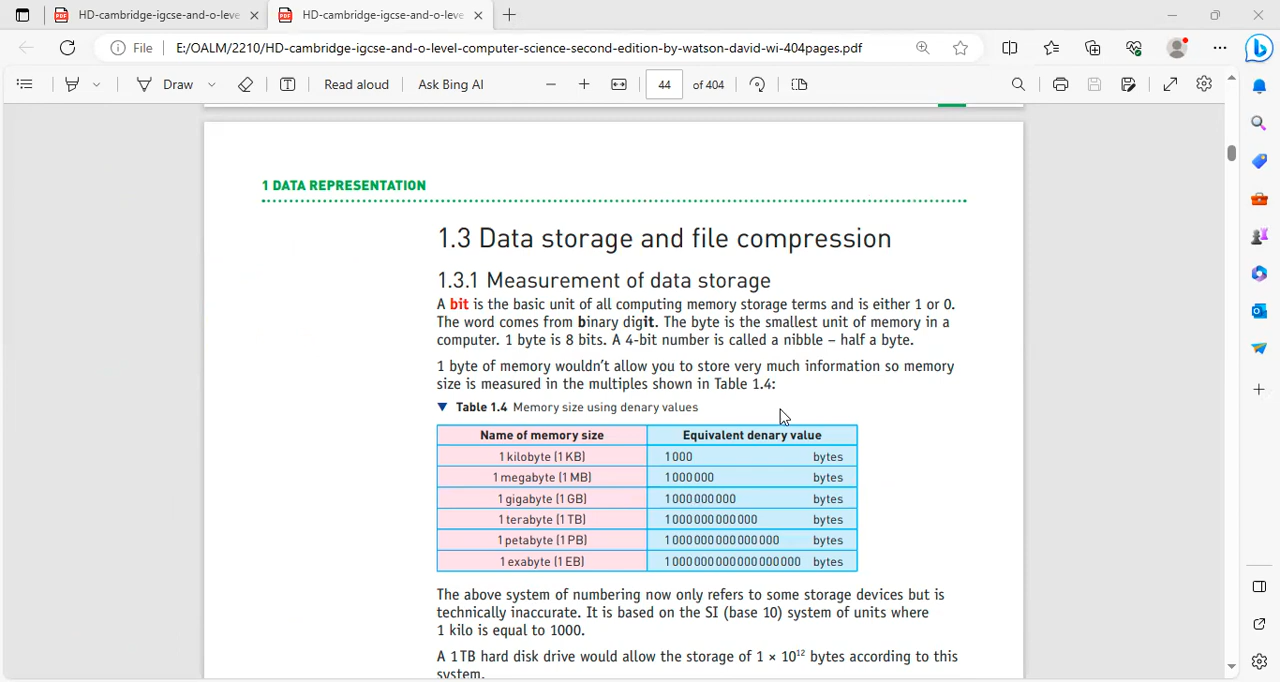 HD-cambridge-igcse-and-o-leve
HD-cambridge-igcse-and-o-leve
File
E:/OALM/2210/HD-cambridge-igcse-and-o-level-computer-science-second-edition-by-watson-david-wi-404pages.pdf
Draw
Read aloud
Ask Bing AI
44
of 404
1 DATA REPRESENTATION
1.3 Data storage and file compression
1.3.1 Measurement of data storage
A bit is the basic unit of all computing memory storage terms and is either 1 or 0.
The word comes from binary digit. The byte is the smallest unit of memory in a
computer. 1 byte is 8 bits. A 4-bit number is called a nibble – half a byte.
1 byte of memory wouldn't allow you to store very much information so memory
size is measured in the multiples shown in Table 1.4:
▼ Table 1.4 Memory size using denary values
Name of memory size Equivalent denary value
1 kilobyte (1 KB) 1 000 bytes
1 megabyte (1 MB) 1 000 000 bytes
1 gigabyte (1 GB) 1 000 000 000 bytes
1 terabyte (1 TB) 1 000 000 000 000 bytes
1 petabyte (1 PB) 1 000 000 000 000 000 bytes
1 exabyte (1 EB) 1 000 000 000 000 000 000 bytes
The above system of numbering now only refers to some storage devices but is
technically inaccurate. It is based on the SI (base 10) system of units where
1 kilo is equal to 1000.
A 1 TB hard disk drive would allow the storage of 1 × 10¹² bytes according to this
system.